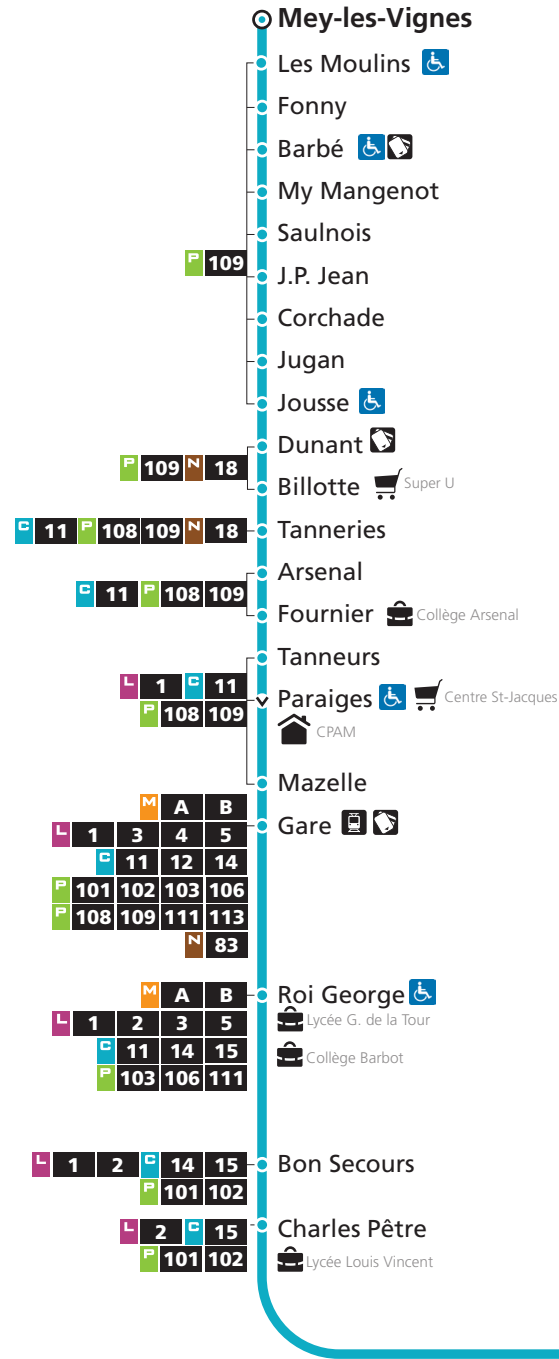 Mey-les-Vignes
Les Moulins
Fonny
Barbé
My Mangenot
Saulnois
P 109
J.P. Jean
Corchade
Jugan
Jousse
Dunant
P 109 N 18
Billotte Super U
C 11 P 108 109 N 18 Tanneries
Arsenal
C 11 P 108 109
Fournier Collège Arsenal
Tanneurs
L 1 C 11
Paraiges Centre St-Jacques
P 108 109
CPAM
Mazelle
M A B
Gare
L 1 3 4 5
C 11 12 14
P 101 102 103 106
P 108 109 111 113
N 83
M A B Roi George
L 1 2 3 5 Lycée G. de la Tour
C 11 14 15 Collège Barbot
P 103 106 111
L 1 2 C 14 15 Bon Secours
P 101 102
L 2 C 15 Charles Pêtre
P 101 102 Lycée Louis Vincent